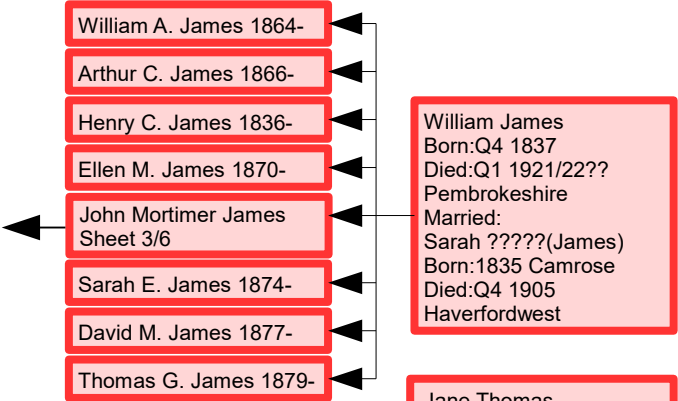 William A. James 1864-
Arthur C. James 1866-
Henry C. James 1836-
Ellen M. James 1870-
John Mortimer James
Sheet 3/6
Sarah E. James 1874-
David M. James 1877-
Thomas G. James 1879-
William James
Born:Q4 1837
Died:Q1 1921/22??
Pembrokeshire
Married:
Sarah ?????(James)
Born:1835 Camrose
Died:Q4 1905
Haverfordwest
Jane Thomas